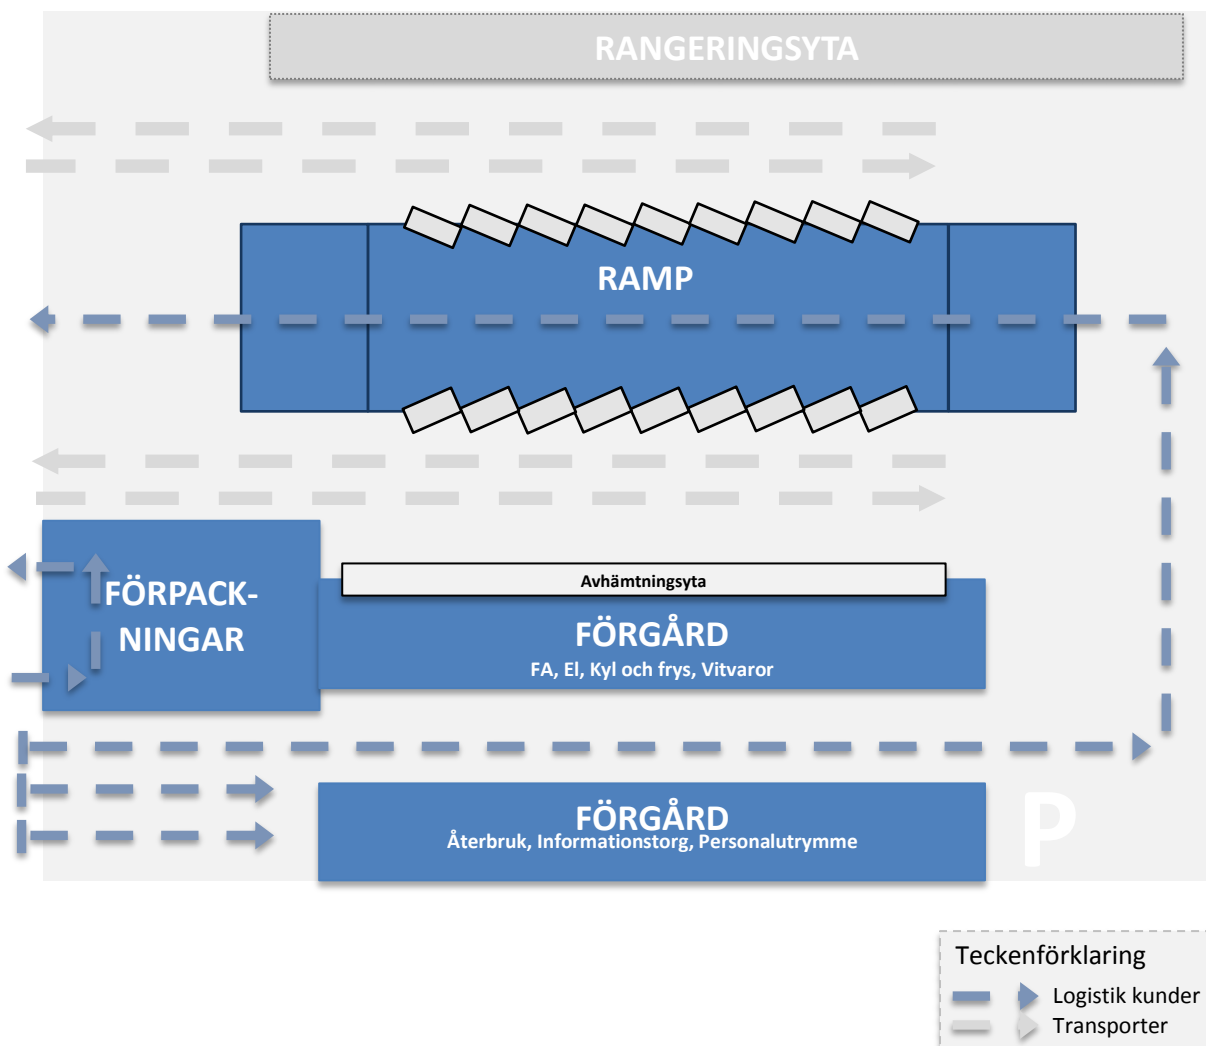 RANGERINGSYTA
RAMP
FÖRPACK-
NINGAR
Avhämtningsyta
FÖRGÅRD
FA, El, Kyl och frys, Vitvaror
FÖRGÅRD
Återbruk, Informationstorg, Personalutrymme
P
Teckenförklaring
Logistik kunder
Transporter